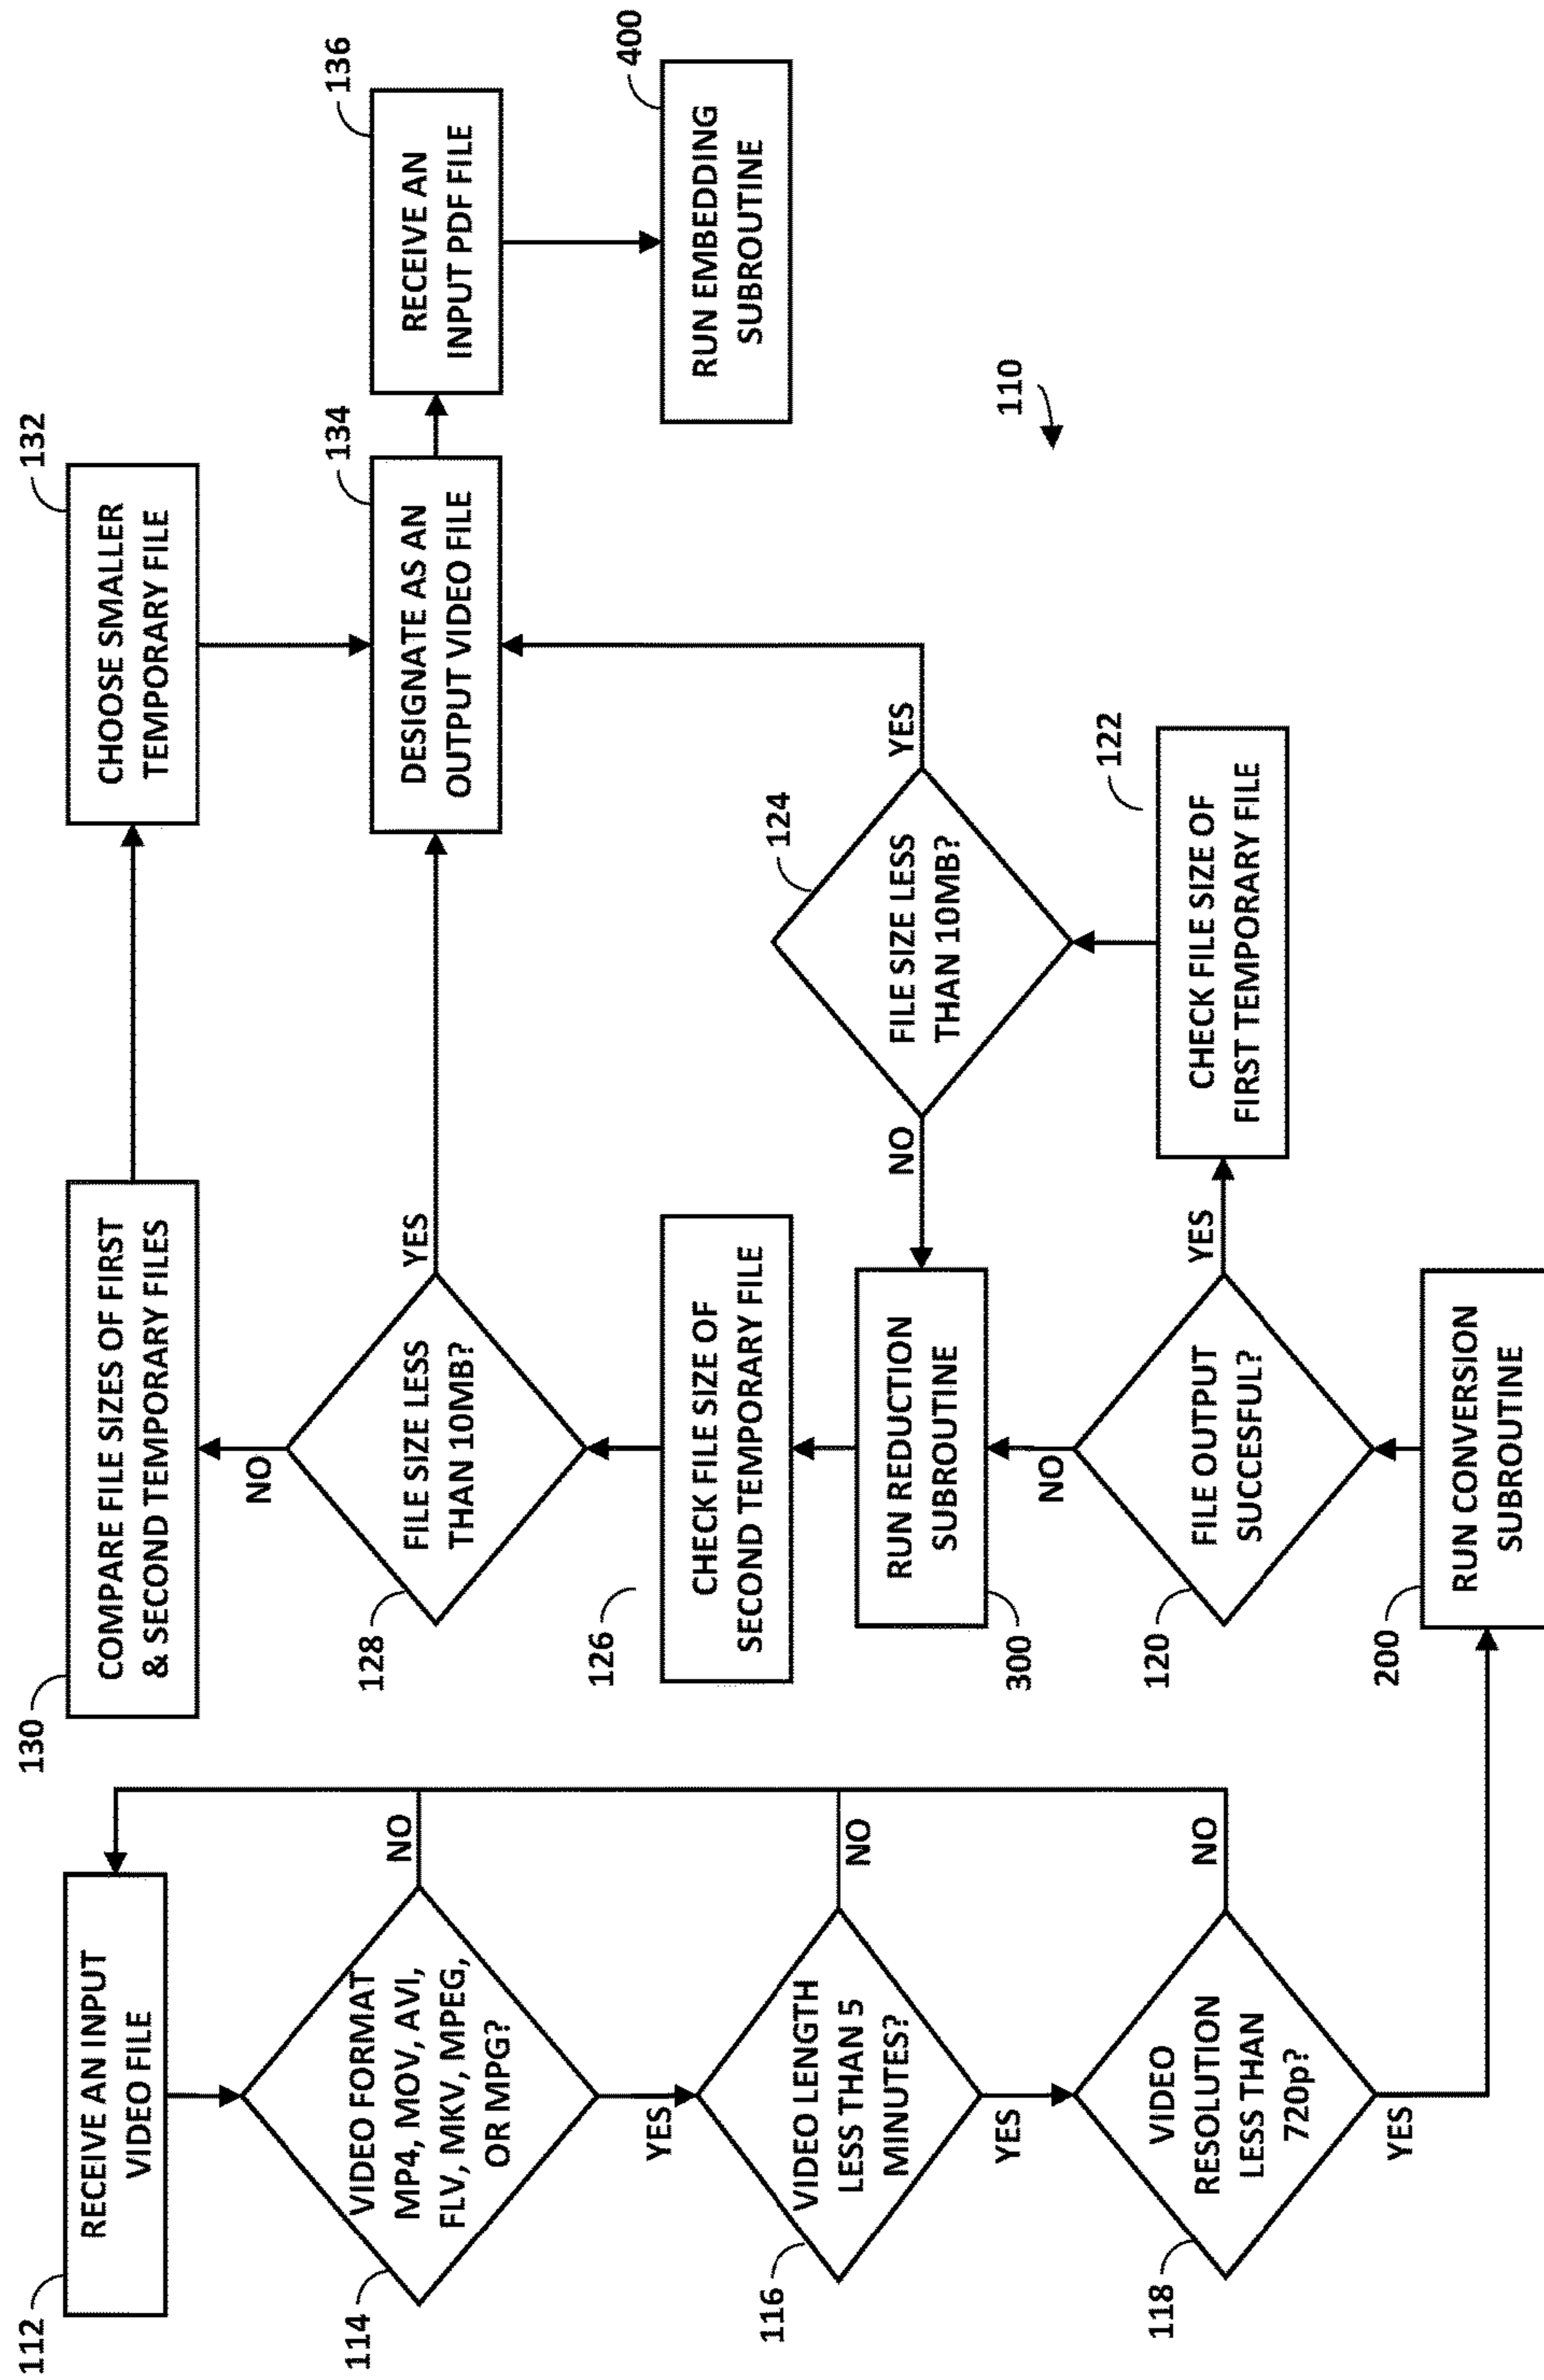 112
RECEIVE AN INPUT
VIDEO FILE
114
VIDEO FORMAT
MP4, MOV, AVI,
FLV, MKV, MPEG,
OR MPG?
NO
YES
116
VIDEO LENGTH
LESS THAN 5
MINUTES?
NO
YES
118
VIDEO
RESOLUTION
LESS THAN
720p?
NO
YES
130
COMPARE FILE SIZES OF FIRST
& SECOND TEMPORARY FILES
NO
128
FILE SIZE LESS
THAN 10MB?
YES
126
CHECK FILE SIZE OF
SECOND TEMPORARY FILE
300
RUN REDUCTION
SUBROUTINE
NO
120
FILE OUTPUT
SUCCESFUL?
YES
200
RUN CONVERSION
SUBROUTINE
124
FILE SIZE LESS
THAN 10MB?
NO
YES
122
CHECK FILE SIZE OF
FIRST TEMPORARY FILE
132
CHOOSE SMALLER
TEMPORARY FILE
134
DESIGNATE AS AN
OUTPUT VIDEO FILE
136
RECEIVE AN
INPUT PDF FILE
400
RUN EMBEDDING
SUBROUTINE
110